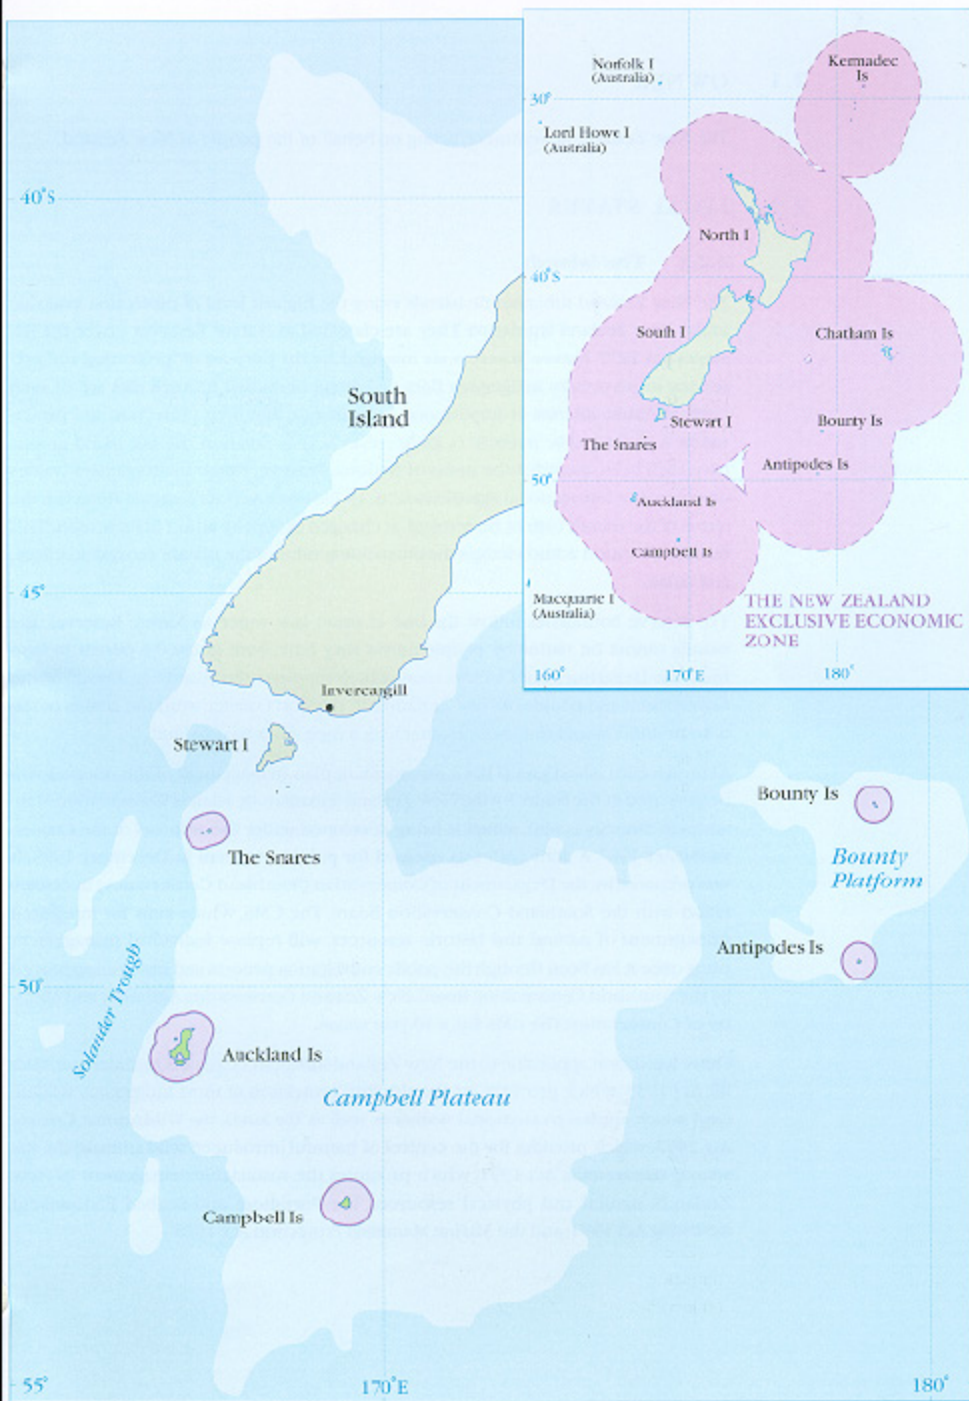 Norfolk I
(Australia)
Kermadec
Is
30°
Lord Howe I
(Australia)
40°S
North I
40°S
South I
Chatham Is
South
Island
Stewart I
Bounty Is
The Snares
Antipodes Is
50°
Auckland Is
Campbell Is
45°
Macquarie I
(Australia)
THE NEW ZEALAND
EXCLUSIVE ECONOMIC
ZONE
160°
170°E
180°
Invercargill
Stewart I
Bounty Is
The Snares
Bounty
Platform
Antipodes Is
50°
Solander Trough
Auckland Is
Campbell Plateau
Campbell Is
55°
170°E
180°